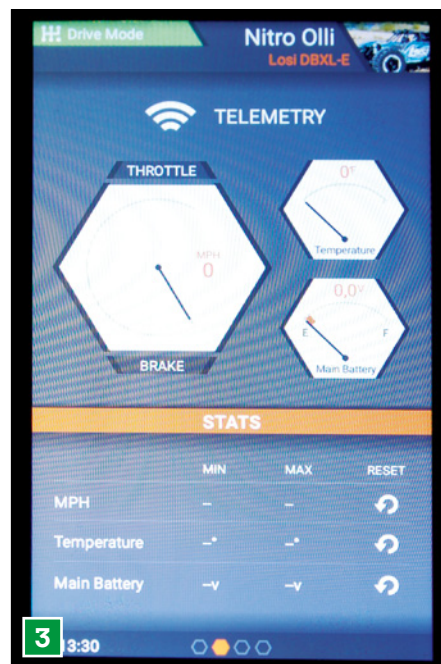 Drive Mode
Nitro Olli
Losi DBXL-E
TELEMETRY
THROTTLE
MPH
0
BRAKE
0°F
Temperature
0,0V
E F
Main Battery
STATS
MIN MAX RESET
MPH – –
Temperature –° –°
Main Battery –v –v
3
13:30